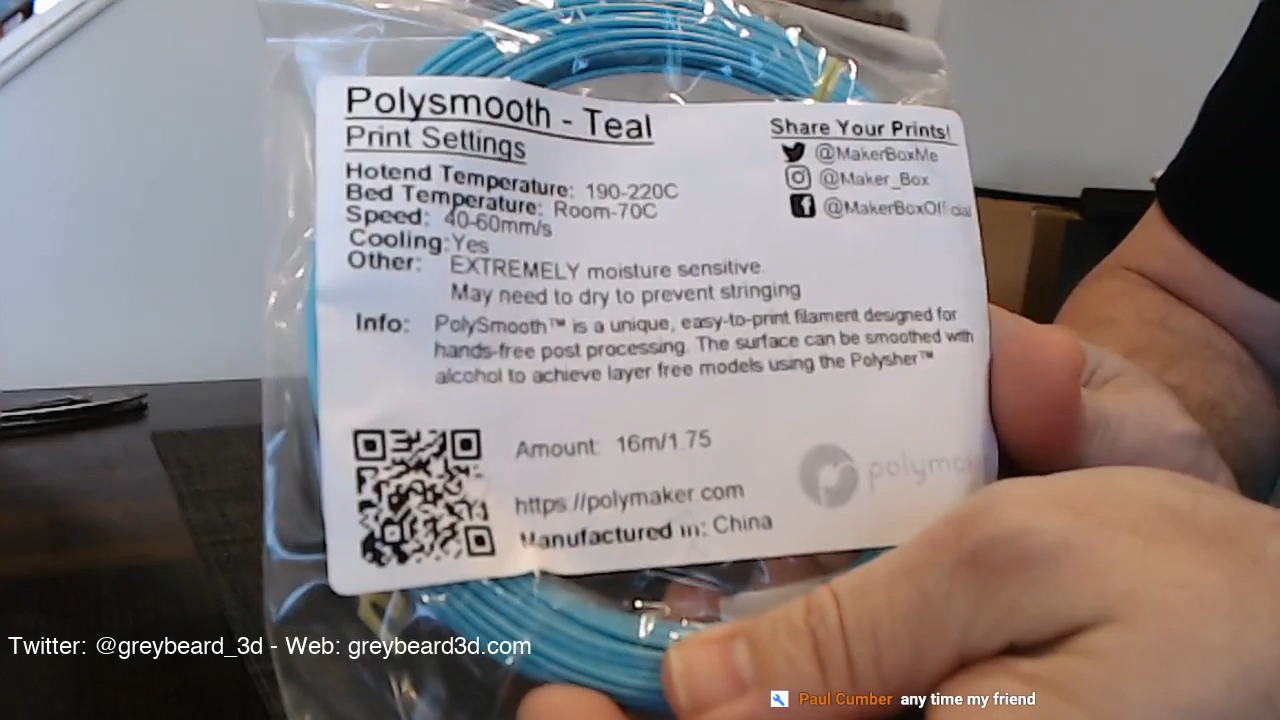 Polysmooth - Teal
Print Settings
Hotend Temperature: 190-220C
Bed Temperature: Room-70C
Speed: 40-60mm/s
Cooling: Yes
Other: EXTREMELY moisture sensitive
May need to dry to prevent stringing
Info: PolySmooth™ is a unique, easy-to-print filament designed for
hands-free post processing. The surface can be smoothed with
alcohol to achieve layer free models using the Polysher™
Share Your Prints!
@MakerBoxMe
@Maker_Box
@MakerBoxOfficial
Amount: 16m/1.75
https://polymaker.com
Manufactured in: China
polyma
Twitter: @greybeard_3d - Web: greybeard3d.com
Paul Cumber any time my friend